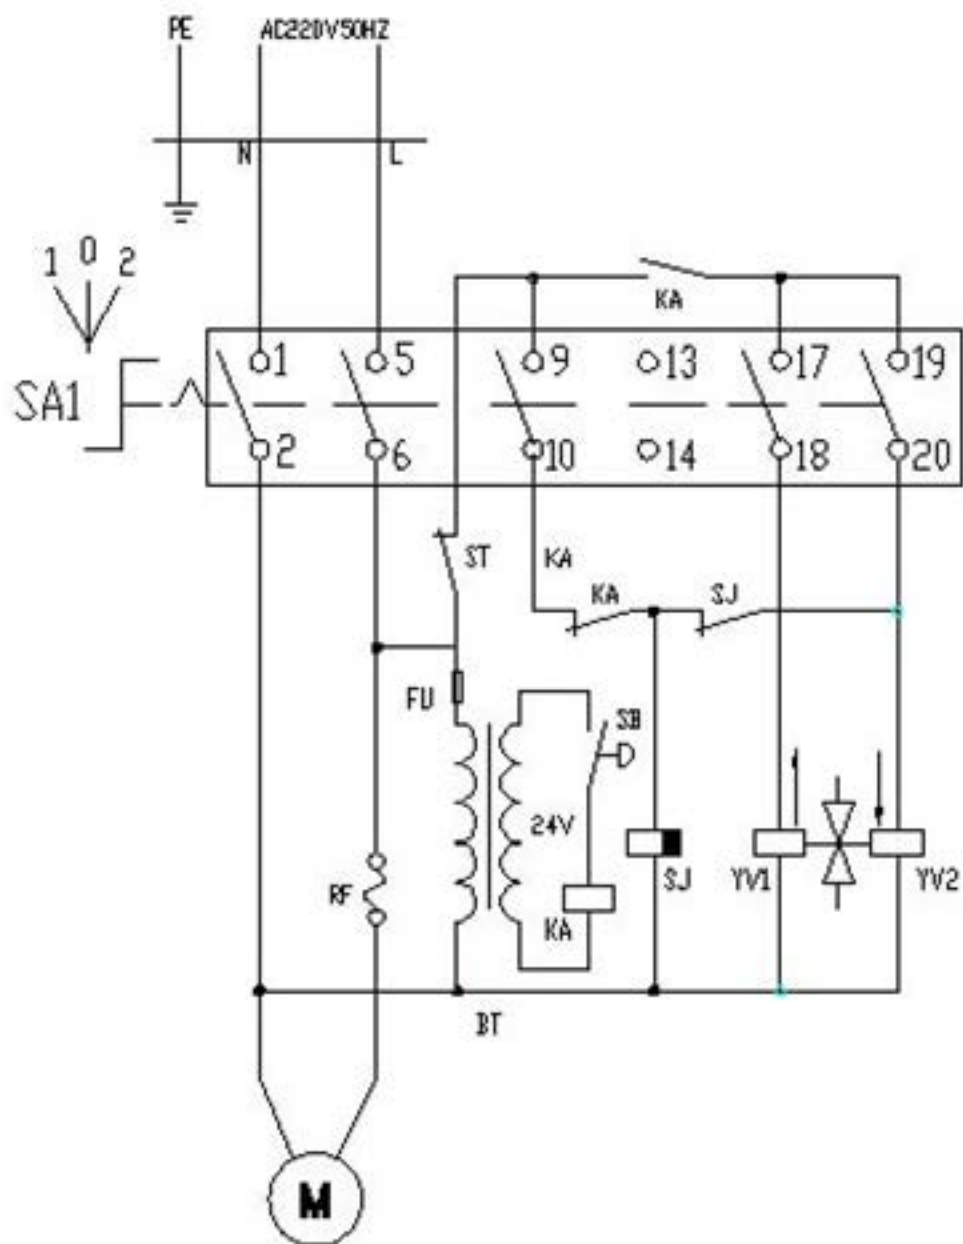 PE AC220V50HZ
N L
1 0 2
KA
SA1
1 5 9 13 17 19
2 6 10 14 18 20
ST KA
KA SJ
FU
SB
24V
RF KA SJ YV1 YV2
BT
M